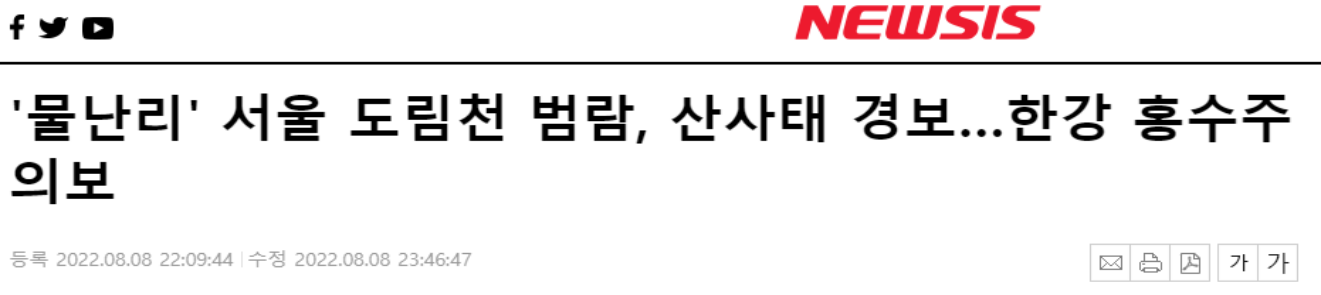 NEWSIS
'물난리' 서울 도림천 범람, 산사태 경보...한강 홍수주
의보
등록 2022.08.08 22:09:44 수정 2022.08.08 23:46:47
가 가